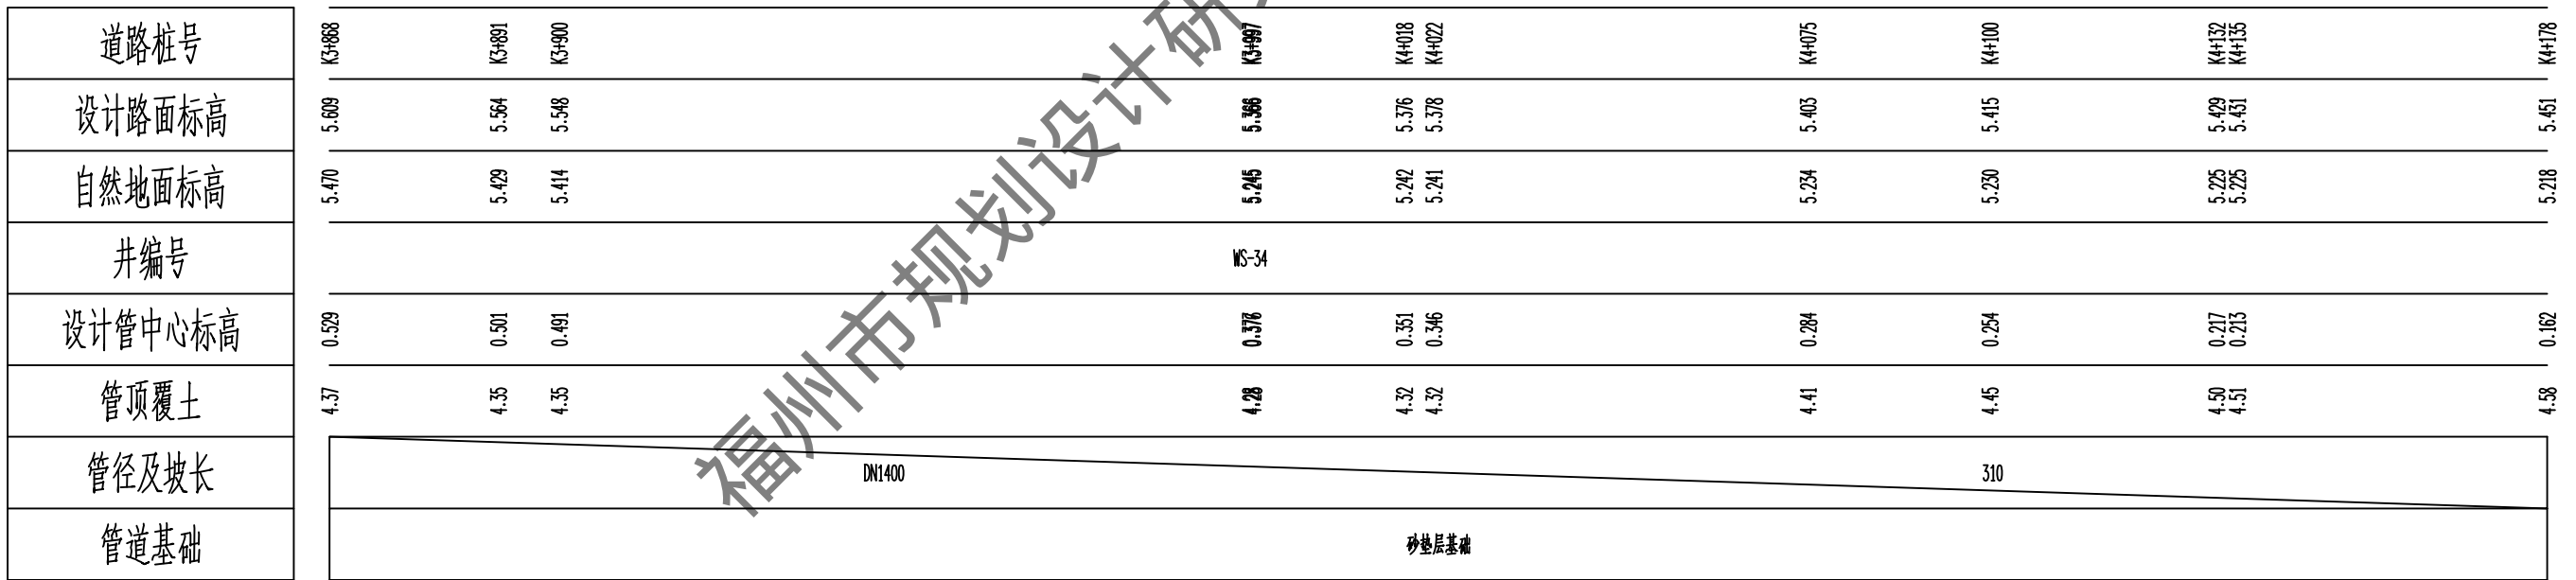 道路桩号 K3+868 K3+891 K3+900 K3+997 K4+018 K4+022 K4+075 K4+100 K4+132 K4+135 K4+178
设计路面标高 5.609 5.564 5.548 5.376 5.378 5.403 5.415 5.429 5.431 5.451
自然地面标高 5.470 5.429 5.414 5.242 5.241 5.234 5.230 5.225 5.225 5.218
井编号 WS-34
设计管中心标高 0.529 0.501 0.491 0.351 0.346 0.284 0.254 0.217 0.213 0.162
管顶覆土 4.37 4.35 4.35 4.32 4.32 4.41 4.45 4.50 4.51 4.58
管径及坡长 DN1400 310
管道基础 砂垫层基础
福州市规划设计研